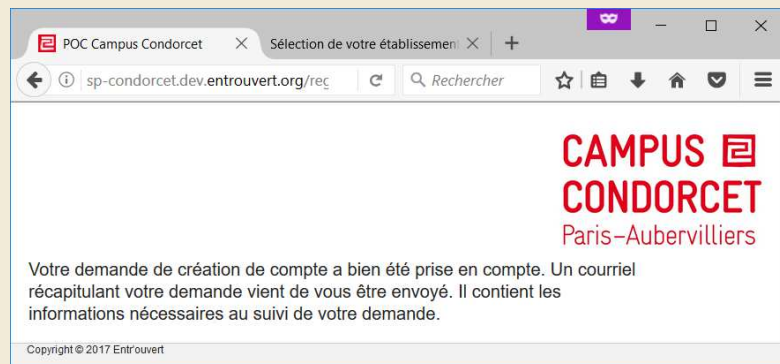 POC Campus Condorcet
Sélection de votre établissemen
sp-condorcet.dev.entrouvert.org/reg
Rechercher
CAMPUS
CONDORCET
Paris-Aubervilliers
Votre demande de création de compte a bien été prise en compte. Un courriel
récapitulant votre demande vient de vous être envoyé. Il contient les
informations nécessaires au suivi de votre demande.
Copyright © 2017 Entr'ouvert